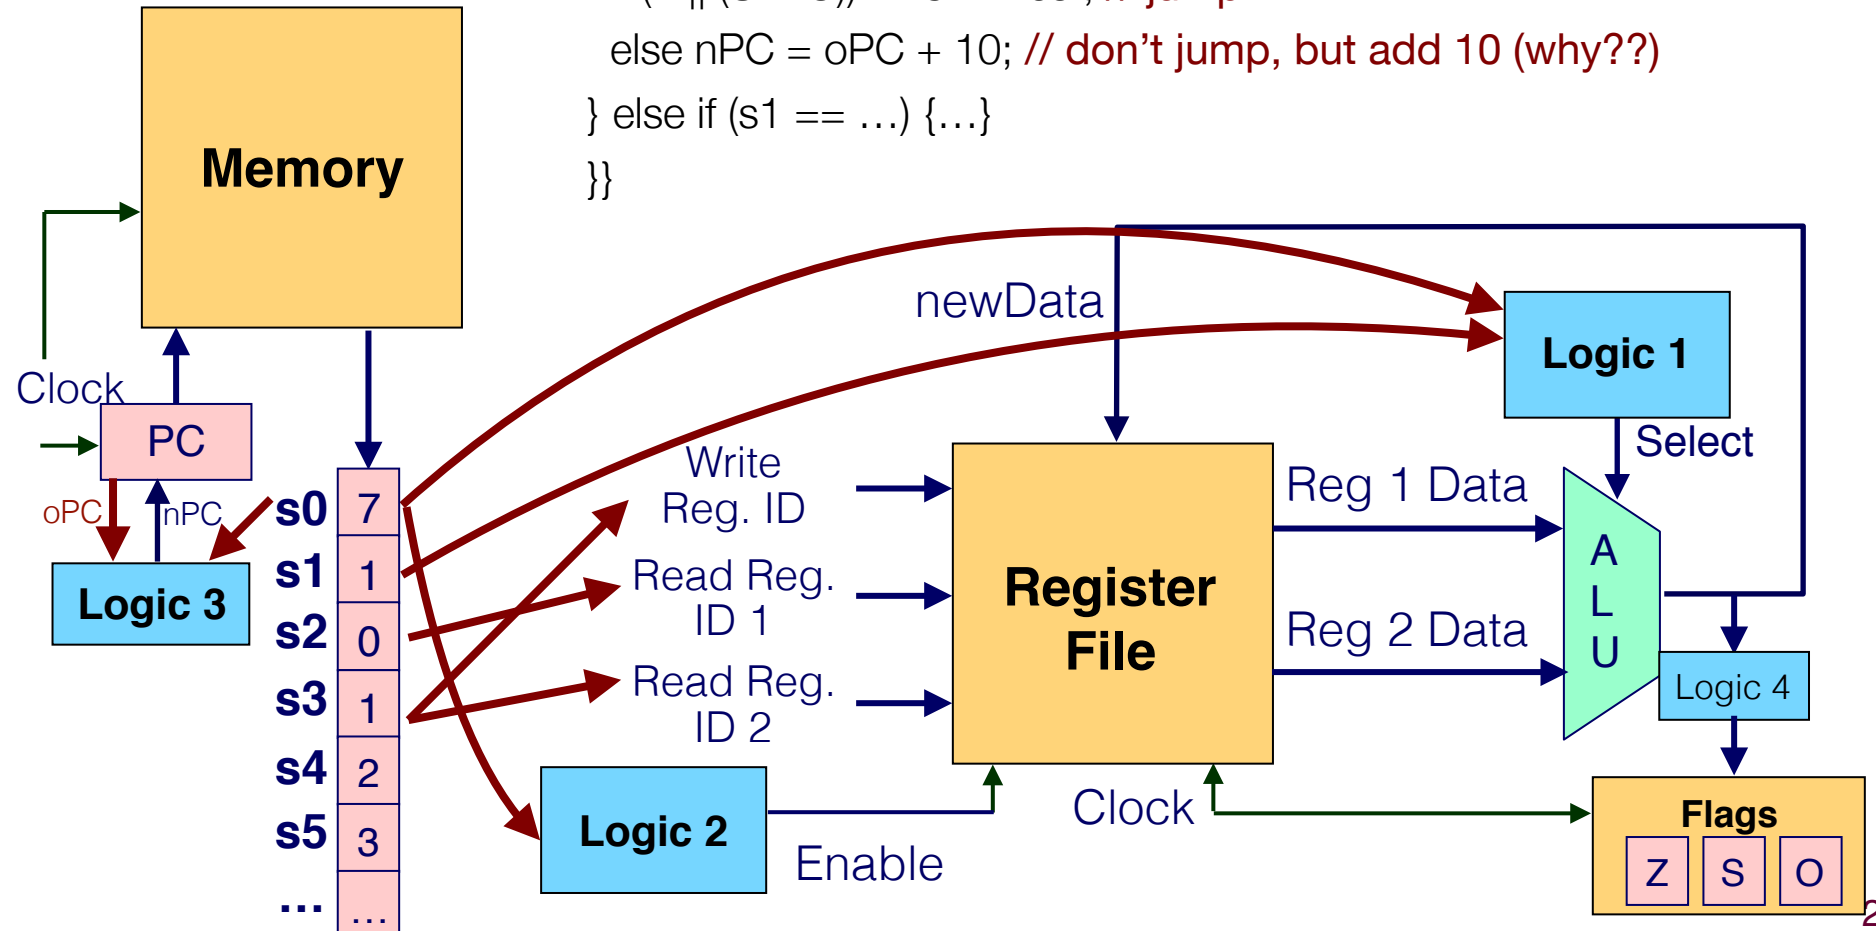 else nPC = oPC + 10; // don’t jump, but add 10 (why??)
} else if (s1 == …) {…}
}}
Memory
newData
Logic 1
Clock
PC
Select
Write
Reg. ID
Reg 1 Data
oPC
nPC
s0
7
s1
1
Read Reg.
ID 1
Register
File
A
L
U
Logic 3
s2
0
Reg 2 Data
s3
1
Read Reg.
ID 2
Logic 4
s4
2
s5
3
Logic 2
Clock
Flags
Enable
Z
S
O
…
…